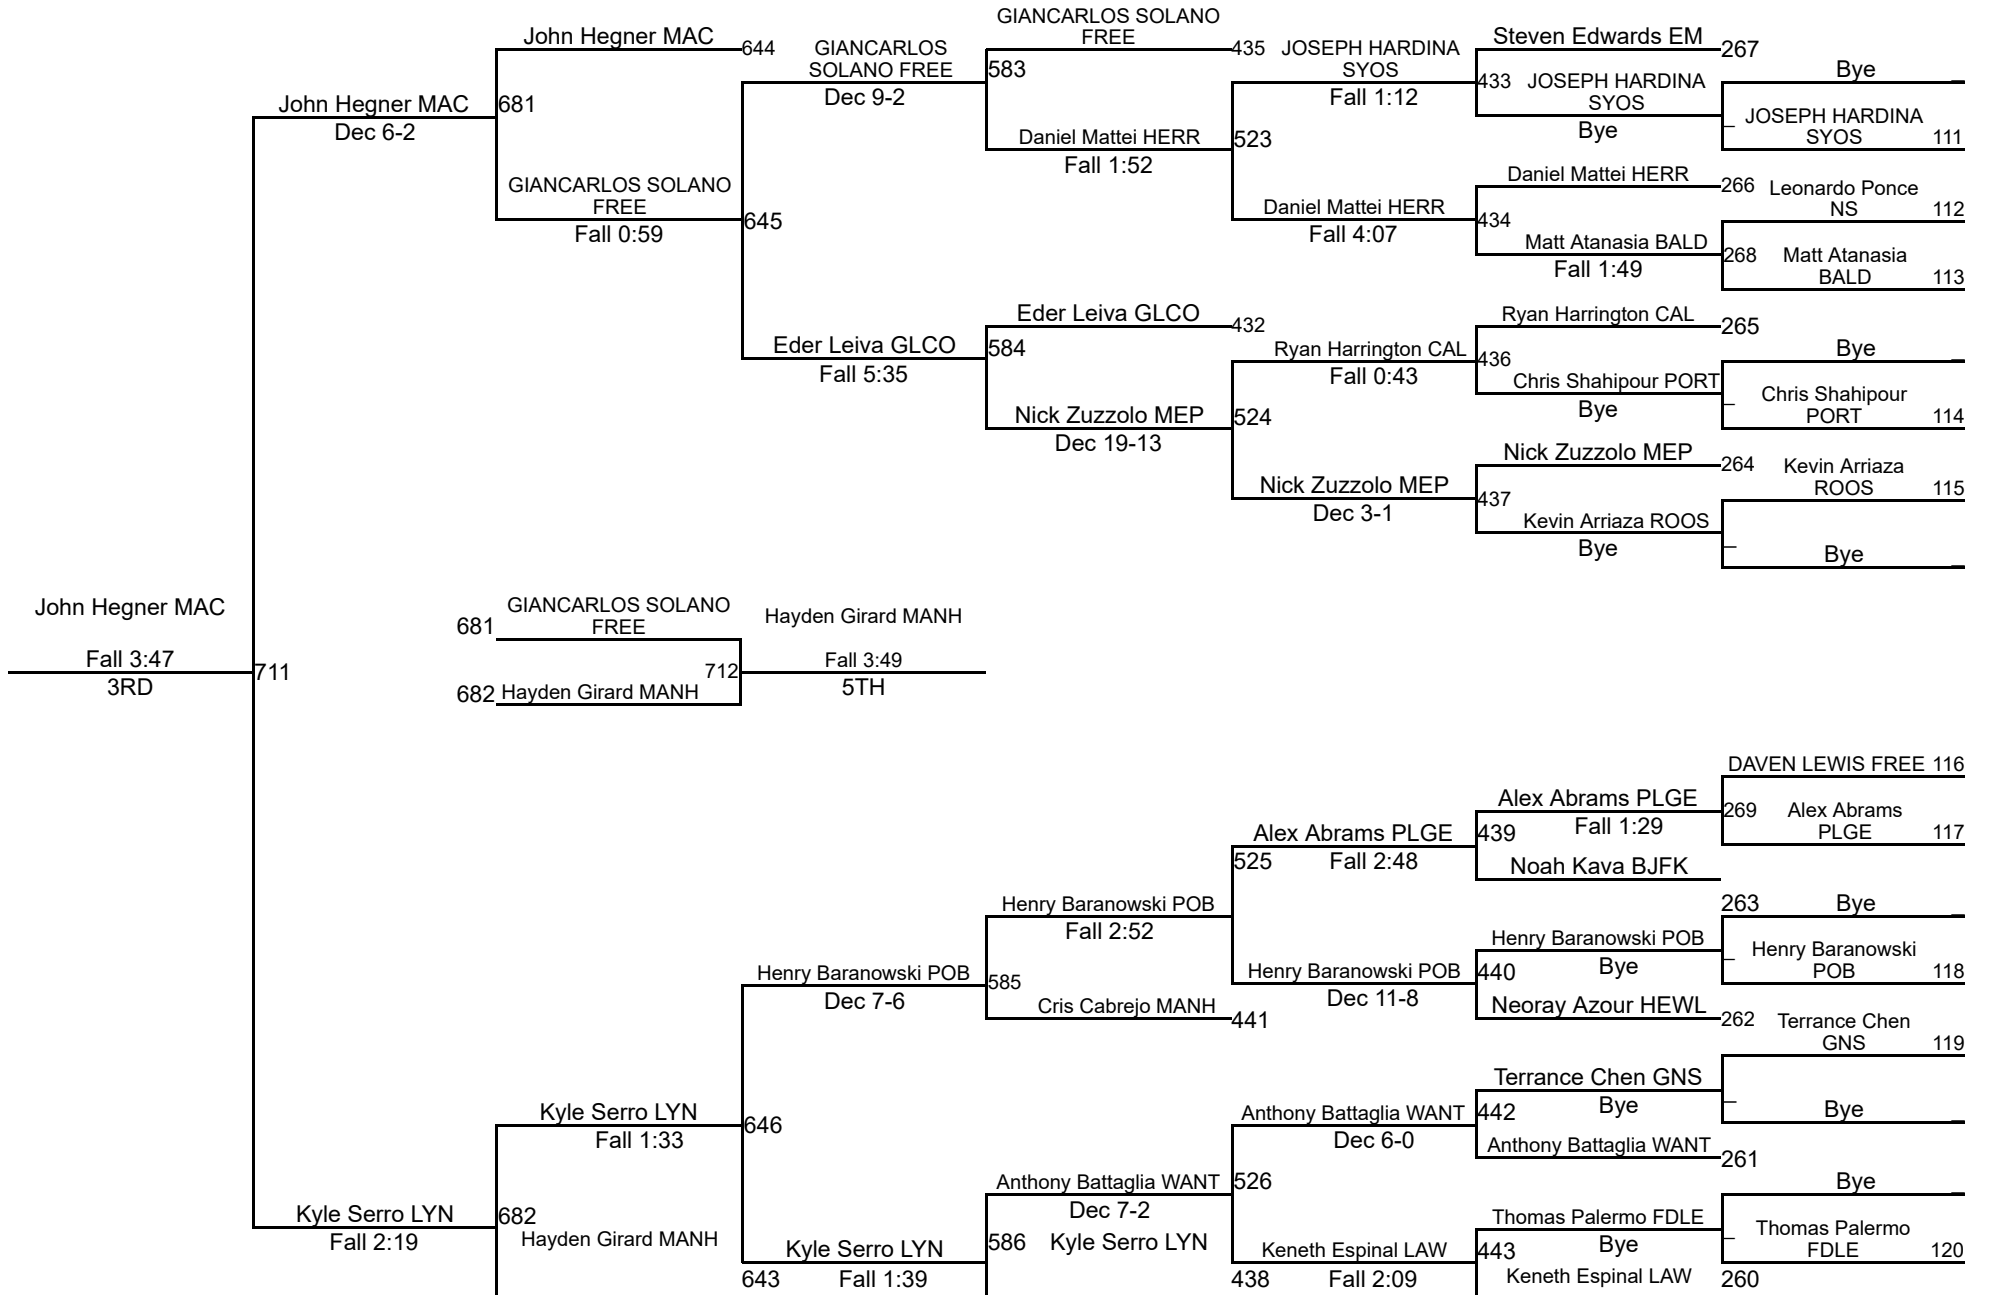 GIANCARLOS SOLANO
FREE
John Hegner MAC
644
GIANCARLOS
SOLANO FREE
583
435
JOSEPH HARDINA
SYOS
Steven Edwards EM
267
Bye
John Hegner MAC
681
Dec 9-2
Fall 1:12
433
JOSEPH HARDINA
SYOS
Dec 6-2
Daniel Mattei HERR
523
Bye
JOSEPH HARDINA
SYOS
111
Fall 1:52
GIANCARLOS SOLANO
FREE
Daniel Mattei HERR
266
Leonardo Ponce
NS
112
Fall 0:59
645
Daniel Mattei HERR
434
Fall 4:07
Matt Atanasia BALD
268
Matt Atanasia
BALD
113
Fall 1:49
Eder Leiva GLCO
432
Ryan Harrington CAL
265
Eder Leiva GLCO
584
Ryan Harrington CAL
436
Bye
Fall 5:35
Fall 0:43
Chris Shahipour PORT
Chris Shahipour
PORT
114
Nick Zuzzolo MEP
524
Bye
Dec 19-13
Nick Zuzzolo MEP
264
Kevin Arriaza
ROOS
115
Nick Zuzzolo MEP
437
Dec 3-1
Kevin Arriaza ROOS
Bye
Bye
John Hegner MAC
681
GIANCARLOS SOLANO
FREE
Hayden Girard MANH
Fall 3:47
711
712
Fall 3:49
3RD
682
Hayden Girard MANH
5TH
DAVEN LEWIS FREE
116
Alex Abrams PLGE
269
Alex Abrams
PLGE
117
Alex Abrams PLGE
439
Fall 1:29
525
Fall 2:48
Noah Kava BJFK
Henry Baranowski POB
263
Bye
Fall 2:52
Henry Baranowski POB
Henry Baranowski
POB
118
Henry Baranowski POB
585
Henry Baranowski POB
440
Bye
Dec 7-6
Cris Cabrejo MANH
441
Dec 11-8
Neoray Azour HEWL
262
Terrance Chen
GNS
119
Terrance Chen GNS
Kyle Serro LYN
646
Anthony Battaglia WANT
442
Bye
Bye
Fall 1:33
Dec 6-0
Anthony Battaglia WANT
261
Anthony Battaglia WANT
526
Bye
Kyle Serro LYN
682
Dec 7-2
Thomas Palermo FDLE
Thomas Palermo
FDLE
120
Fall 2:19
Hayden Girard MANH
Kyle Serro LYN
586
Kyle Serro LYN
Keneth Espinal LAW
443
Bye
643
Fall 1:39
438
Fall 2:09
Keneth Espinal LAW
260